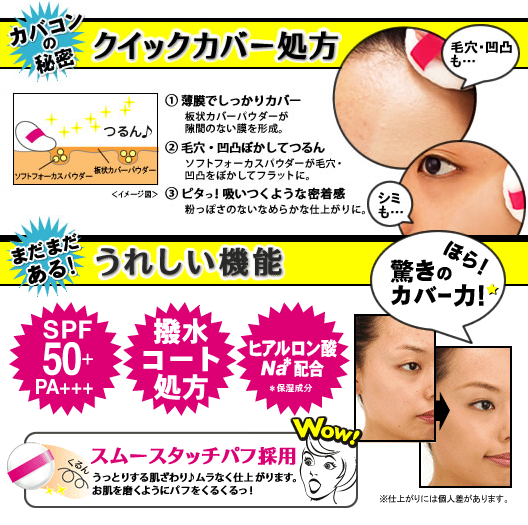 カバコン
の
秘密
クイックカバー処方
毛穴・凹凸
も…
① 薄膜でしっかりカバー
板状カバーパウダーが
隙間のない膜を形成。
② 毛穴・凹凸ぼかしてつるん
ソフトフォーカスパウダーが毛穴・
凹凸をぼかしてフラットに。
③ ピタっ!吸いつくような密着感
粉っぽさのないなめらかな仕上がりに。
つるん♪
ソフトフォーカスパウダー
板状カバーパウダー
<イメージ図>
シミ
も…
まだまだ
ある!
うれしい機能
ほら!
驚きの
カバー力!
SPF
50+
PA+++
撥水
コート
処方
ヒアルロン酸
Na*配合
*保湿成分
Wow!
くるん
スムースタッチパフ採用
うっとりする肌ざわり♪ムラなく仕上がります。
お肌を磨くようにパフをくるくるっ!
※仕上がりには個人差があります。